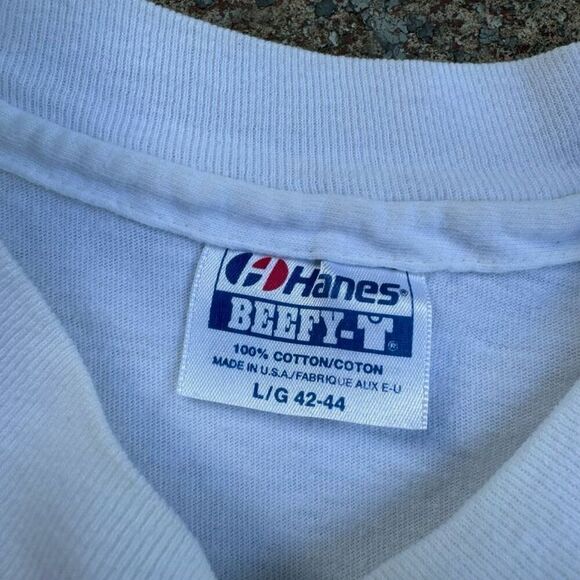 Hanes®
BEEFY-T®
100% COTTON/COTON
MADE IN U.S.A./FABRIQUE AUX E-U
L/G 42-44